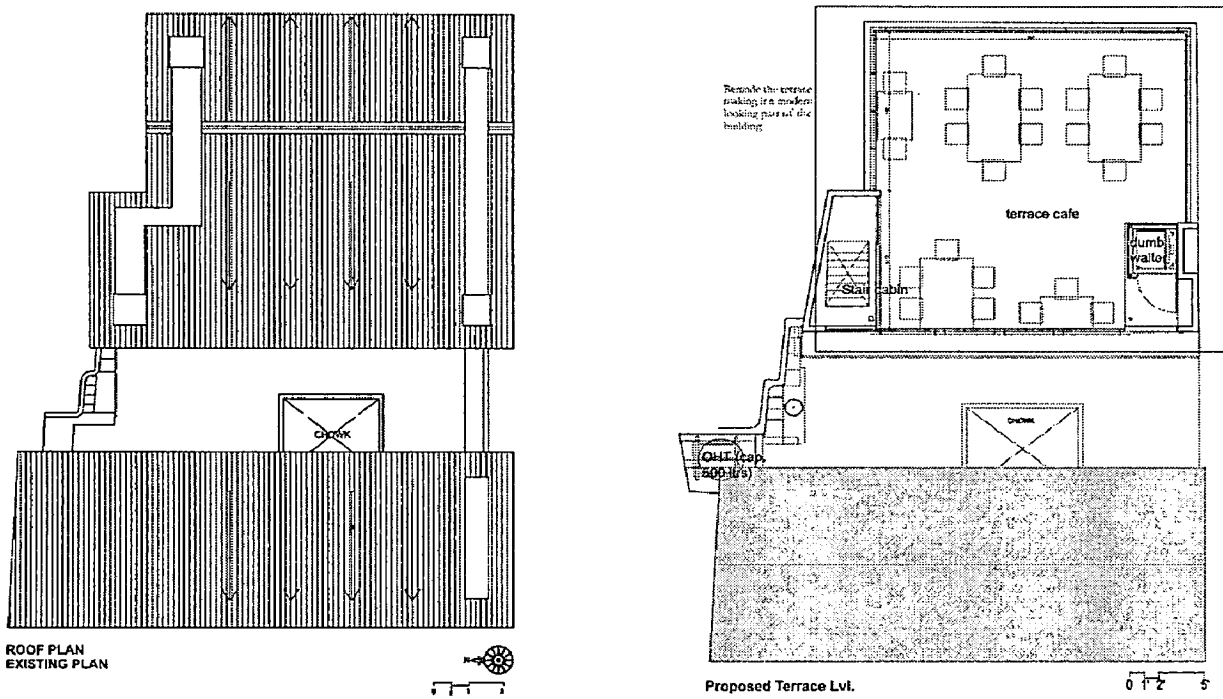 CHOWK
ROOF PLAN
EXISTING PLAN
N
Remode the terrace
making it a modern
looking part of the
building
terrace cafe
dumb
waiter
Stair cabin
CHOWK
OHT (cap.
500 ltrs)
Proposed Terrace Lvl.
0 1' 2' 5'